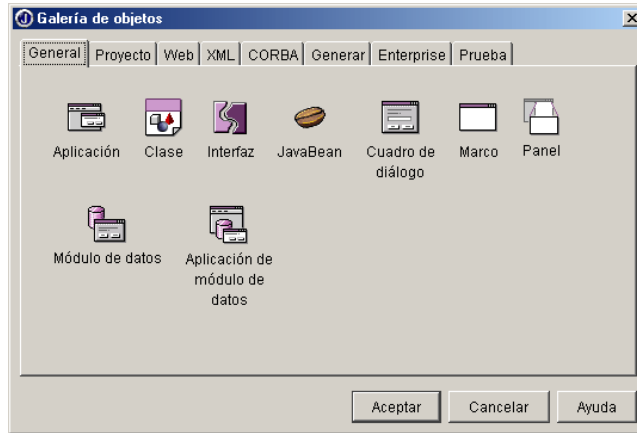 Galería de objetos
General Proyecto Web XML CORBA Generar Enterprise Prueba
Aplicación Clase Interfaz JavaBean Cuadro de diálogo Marco Panel
Módulo de datos Aplicación de módulo de datos
Aceptar Cancelar Ayuda